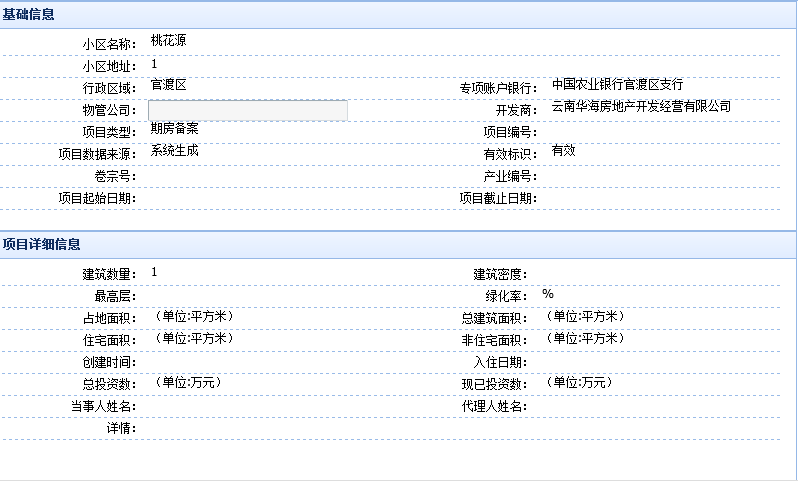 基础信息
小区名称： 桃花源
小区地址： 1
行政区域： 官渡区 专项账户银行： 中国农业银行官渡区支行
物管公司： 开发商： 云南华海房地产开发经营有限公司
项目类型： 期房备案 项目编号：
项目数据来源： 系统生成 有效标识： 有效
卷宗号： 产业编号：
项目起始日期： 项目截止日期：
项目详细信息
建筑数量： 1 建筑密度：
最高层： 绿化率： %
占地面积： （单位:平方米） 总建筑面积： （单位:平方米）
住宅面积： （单位:平方米） 非住宅面积： （单位:平方米）
创建时间： 入住日期：
总投资数： （单位:万元） 现已投资数： （单位:万元）
当事人姓名： 代理人姓名：
详情：